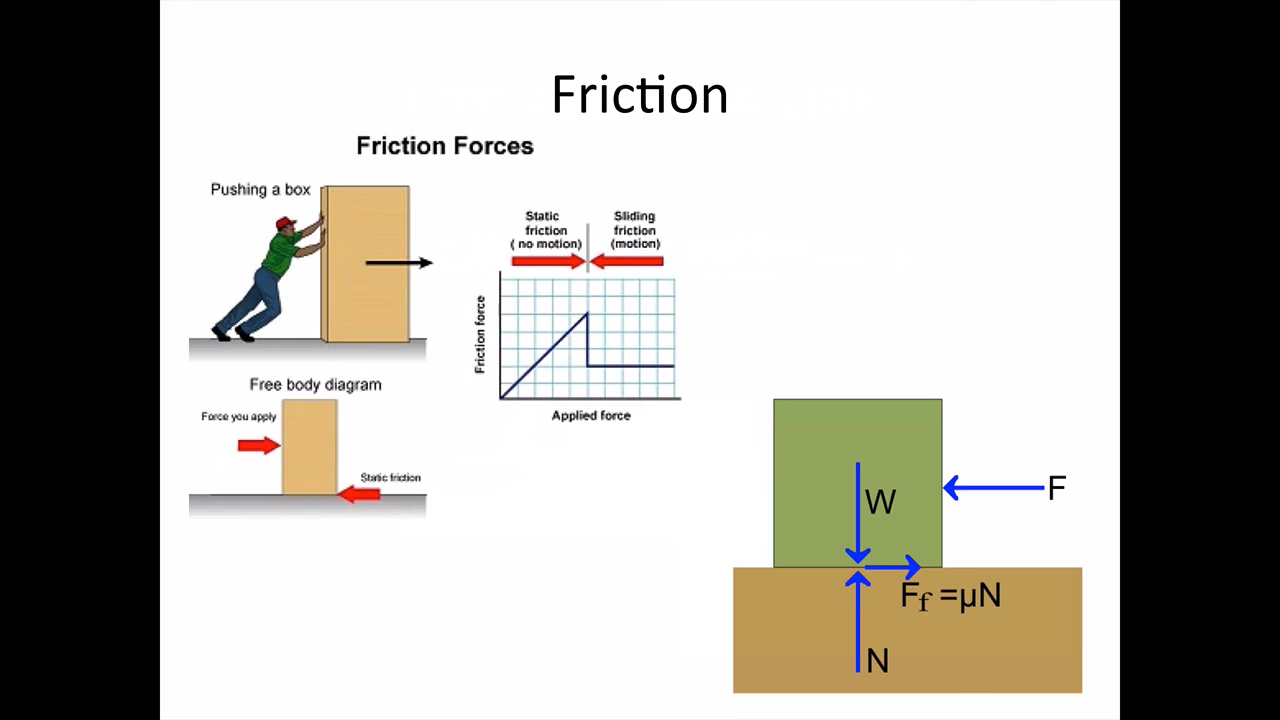 Friction
Friction Forces
Pushing a box
Static
friction
( no motion)
Sliding
friction
(motion)
Friction force
Applied force
Free body diagram
Force you apply
Static friction
W
F
Ff =μN
N